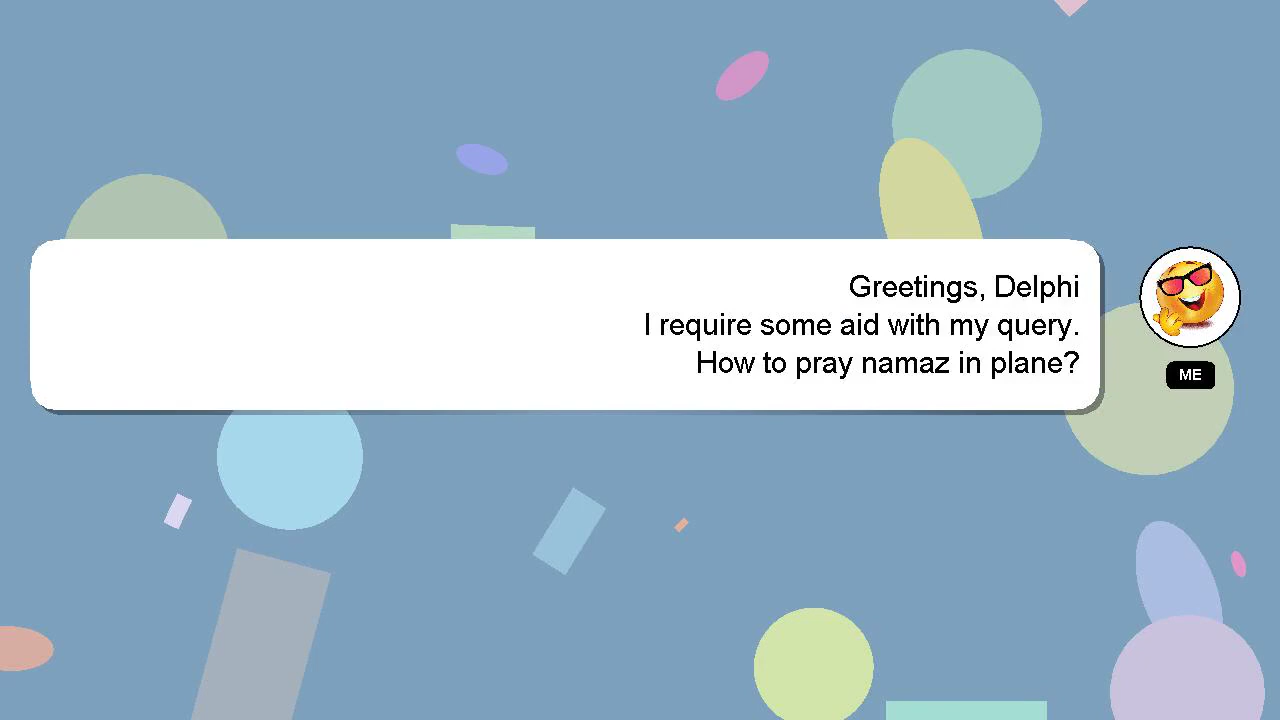 Greetings, Delphi
I require some aid with my query.
How to pray namaz in plane?
ME